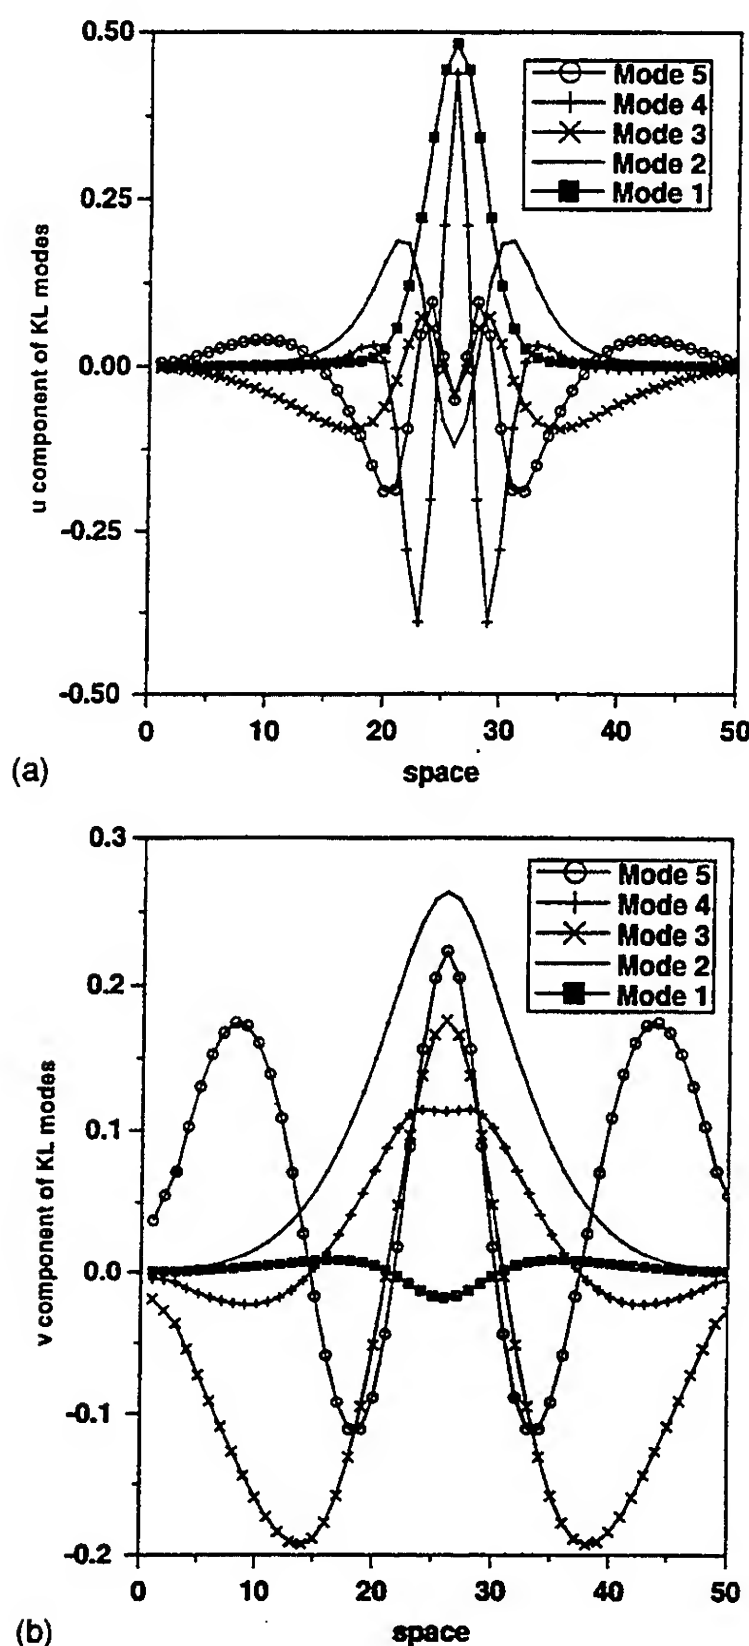 0.50
0.25
0.00
-0.25
-0.50
u component of KL modes
Mode 5
Mode 4
Mode 3
Mode 2
Mode 1
0
10
20
30
40
50
space
(a)
0.3
0.2
0.1
0.0
-0.1
-0.2
v component of KL modes
Mode 5
Mode 4
Mode 3
Mode 2
Mode 1
0
10
20
30
40
50
space
(b)